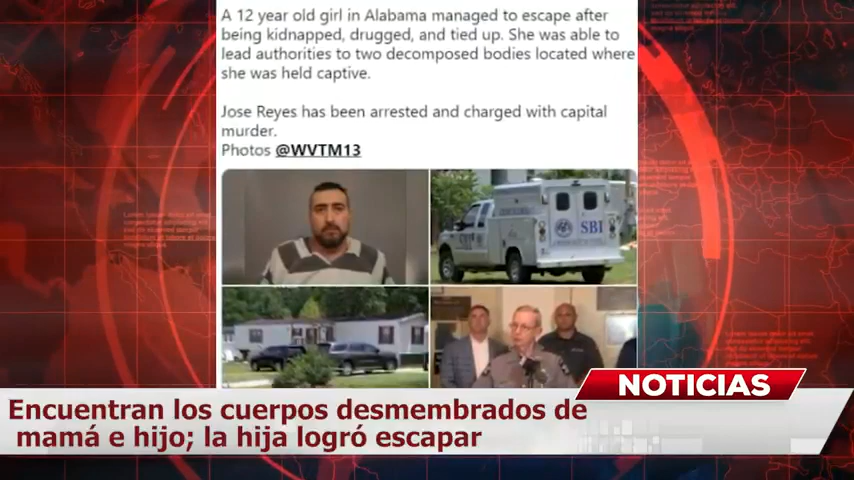 A 12 year old girl in Alabama managed to escape after
being kidnapped, drugged, and tied up. She was able to
lead authorities to two decomposed bodies located where
she was held captive.
Jose Reyes has been arrested and charged with capital
murder.
Photos @WVTM13
SBI
NOTICIAS
Encuentran los cuerpos desmembrados de
mamá e hijo; la hija logró escapar